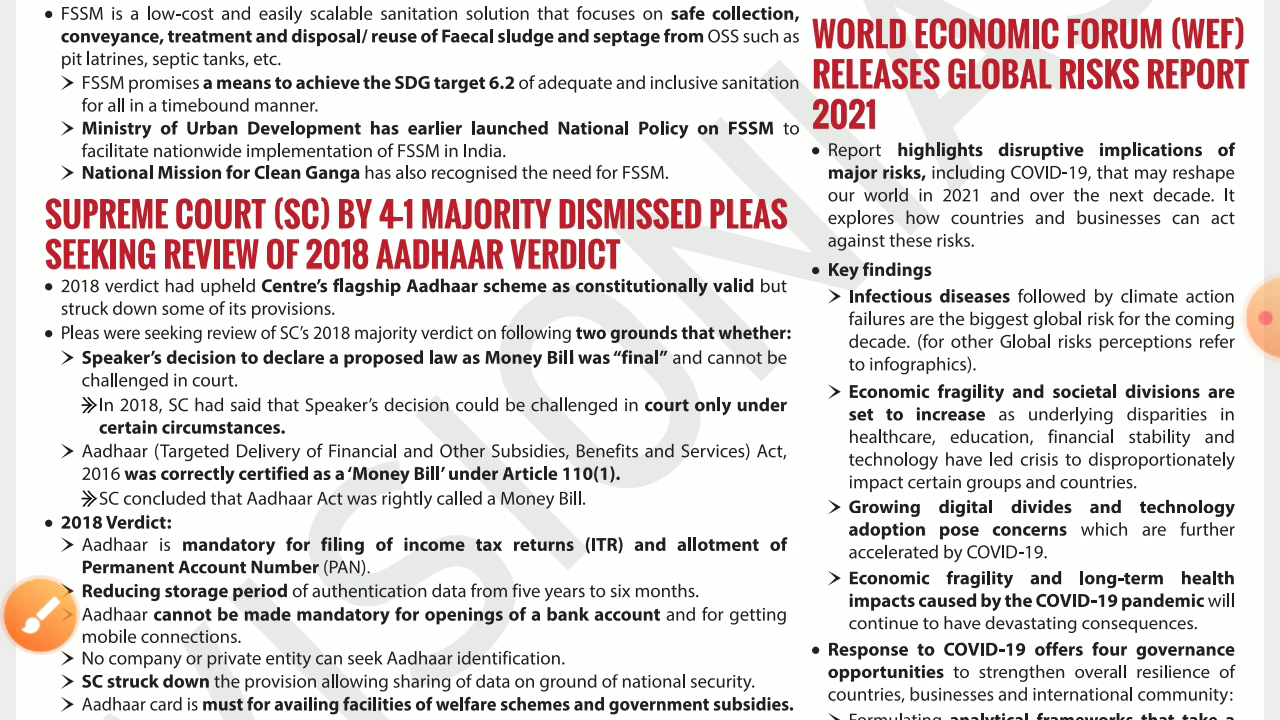 • FSSM is a low-cost and easily scalable sanitation solution that focuses on safe collection,
conveyance, treatment and disposal/ reuse of Faecal sludge and septage from OSS such as
pit latrines, septic tanks, etc.
➢ FSSM promises a means to achieve the SDG target 6.2 of adequate and inclusive sanitation
for all in a timebound manner.
➢ Ministry of Urban Development has earlier launched National Policy on FSSM to
facilitate nationwide implementation of FSSM in India.
➢ National Mission for Clean Ganga has also recognised the need for FSSM.
SUPREME COURT (SC) BY 4-1 MAJORITY DISMISSED PLEAS
SEEKING REVIEW OF 2018 AADHAAR VERDICT
• 2018 verdict had upheld Centre's flagship Aadhaar scheme as constitutionally valid but
struck down some of its provisions.
• Pleas were seeking review of SC's 2018 majority verdict on following two grounds that whether:
➢ Speaker's decision to declare a proposed law as Money Bill was "final" and cannot be
challenged in court.
In 2018, SC had said that Speaker's decision could be challenged in court only under
certain circumstances.
➢ Aadhaar (Targeted Delivery of Financial and Other Subsidies, Benefits and Services) Act,
2016 was correctly certified as a 'Money Bill' under Article 110(1).
SC concluded that Aadhaar Act was rightly called a Money Bill.
• 2018 Verdict:
➢ Aadhaar is mandatory for filing of income tax returns (ITR) and allotment of
Permanent Account Number (PAN).
➢ Reducing storage period of authentication data from five years to six months.
➢ Aadhaar cannot be made mandatory for openings of a bank account and for getting
mobile connections.
➢ No company or private entity can seek Aadhaar identification.
➢ SC struck down the provision allowing sharing of data on ground of national security.
➢ Aadhaar card is must for availing facilities of welfare schemes and government subsidies.
WORLD ECONOMIC FORUM (WEF)
RELEASES GLOBAL RISKS REPORT
2021
• Report highlights disruptive implications of
major risks, including COVID-19, that may reshape
our world in 2021 and over the next decade. It
explores how countries and businesses can act
against these risks.
• Key findings
➢ Infectious diseases followed by climate action
failures are the biggest global risk for the coming
decade. (for other Global risks perceptions refer
to infographics).
➢ Economic fragility and societal divisions are
set to increase as underlying disparities in
healthcare, education, financial stability and
technology have led crisis to disproportionately
impact certain groups and countries.
➢ Growing digital divides and technology
adoption pose concerns which are further
accelerated by COVID-19.
➢ Economic fragility and long-term health
impacts caused by the COVID-19 pandemic will
continue to have devastating consequences.
• Response to COVID-19 offers four governance
opportunities to strengthen overall resilience of
countries, businesses and international community:
➢ Formulating analytical frameworks that take a